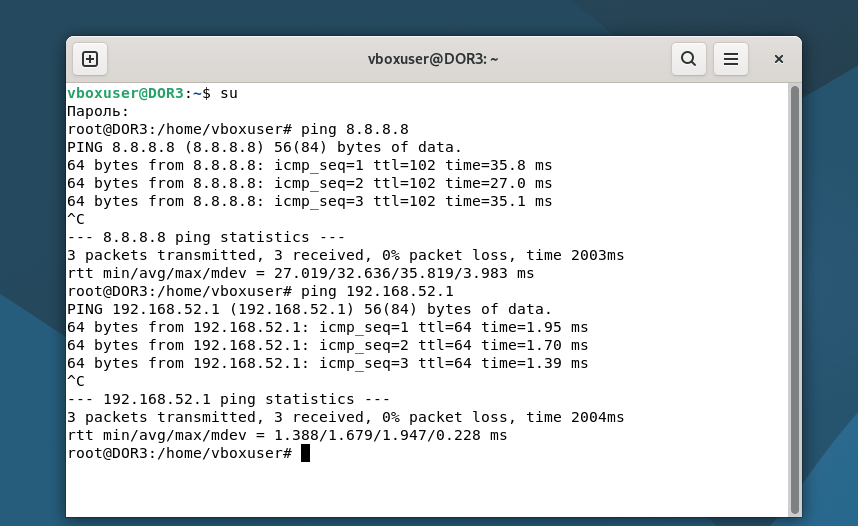 vboxuser@DOR3: ~
vboxuser@DOR3:~$ su
Пароль:
root@DOR3:/home/vboxuser# ping 8.8.8.8
PING 8.8.8.8 (8.8.8.8) 56(84) bytes of data.
64 bytes from 8.8.8.8: icmp_seq=1 ttl=102 time=35.8 ms
64 bytes from 8.8.8.8: icmp_seq=2 ttl=102 time=27.0 ms
64 bytes from 8.8.8.8: icmp_seq=3 ttl=102 time=35.1 ms
^C
--- 8.8.8.8 ping statistics ---
3 packets transmitted, 3 received, 0% packet loss, time 2003ms
rtt min/avg/max/mdev = 27.019/32.636/35.819/3.983 ms
root@DOR3:/home/vboxuser# ping 192.168.52.1
PING 192.168.52.1 (192.168.52.1) 56(84) bytes of data.
64 bytes from 192.168.52.1: icmp_seq=1 ttl=64 time=1.95 ms
64 bytes from 192.168.52.1: icmp_seq=2 ttl=64 time=1.70 ms
64 bytes from 192.168.52.1: icmp_seq=3 ttl=64 time=1.39 ms
^C
--- 192.168.52.1 ping statistics ---
3 packets transmitted, 3 received, 0% packet loss, time 2004ms
rtt min/avg/max/mdev = 1.388/1.679/1.947/0.228 ms
root@DOR3:/home/vboxuser#